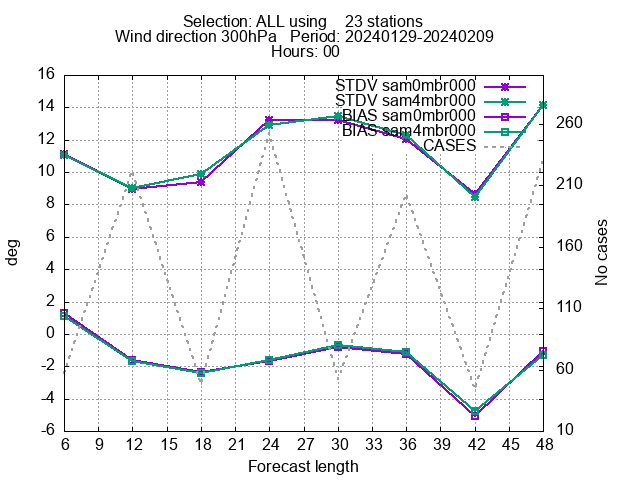 Selection: ALL using    23 stations
Wind direction 300hPa   Period: 20240129-20240209
Hours: 00
STDV sam0mbr000
STDV sam4mbr000
BIAS sam0mbr000
BIAS sam4mbr000
CASES
16
14
12
10
8
6
4
2
0
-2
-4
-6
deg
260
210
160
110
60
10
No cases
6 9 12 15 18 21 24 27 30 33 36 39 42 45 48
Forecast length